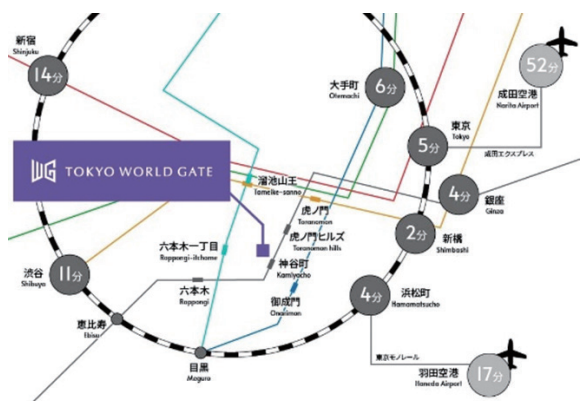 新宿
Shinjuku
14分
大手町
Otemachi
6分
52分
成田空港
Narita Airport
東京
Tokyo
5分
成田エクスプレス
TOKYO WORLD GATE
溜池山王
Tameike-sanno
4分
銀座
Ginza
虎ノ門
Toranomon
2分
新橋
Shimbashi
虎ノ門ヒルズ
Toranomon hills
六本木一丁目
Roppongi-itchome
神谷町
Kamiyacho
渋谷
Shibuya
11分
六本木
Roppongi
御成門
Onarimon
4分
浜松町
Hamamatsucho
恵比寿
Ebisu
目黒
Meguro
東京モノレール
羽田空港
Haneda Airport
17分